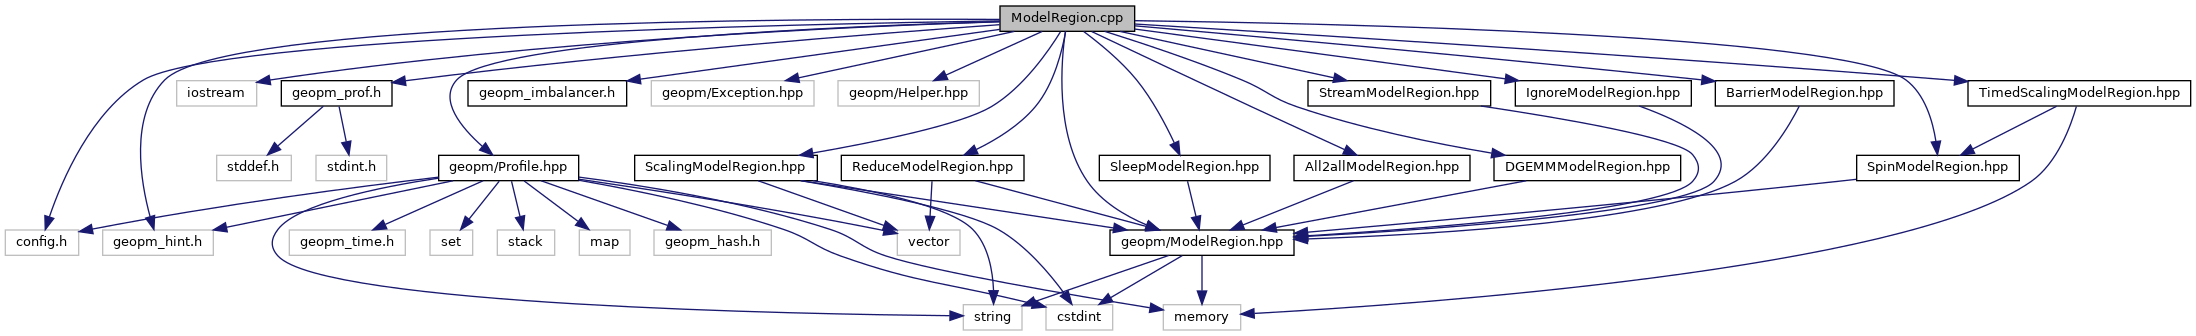 ModelRegion.cpp
iostream
geopm_prof.h
geopm_imbalancer.h
geopm/Exception.hpp
geopm/Helper.hpp
StreamModelRegion.hpp
IgnoreModelRegion.hpp
BarrierModelRegion.hpp
TimedScalingModelRegion.hpp
stddef.h
stdint.h
geopm/Profile.hpp
ScalingModelRegion.hpp
ReduceModelRegion.hpp
SleepModelRegion.hpp
All2allModelRegion.hpp
DGEMMModelRegion.hpp
SpinModelRegion.hpp
config.h
geopm_hint.h
geopm_time.h
set
stack
map
geopm_hash.h
vector
geopm/ModelRegion.hpp
string
cstdint
memory